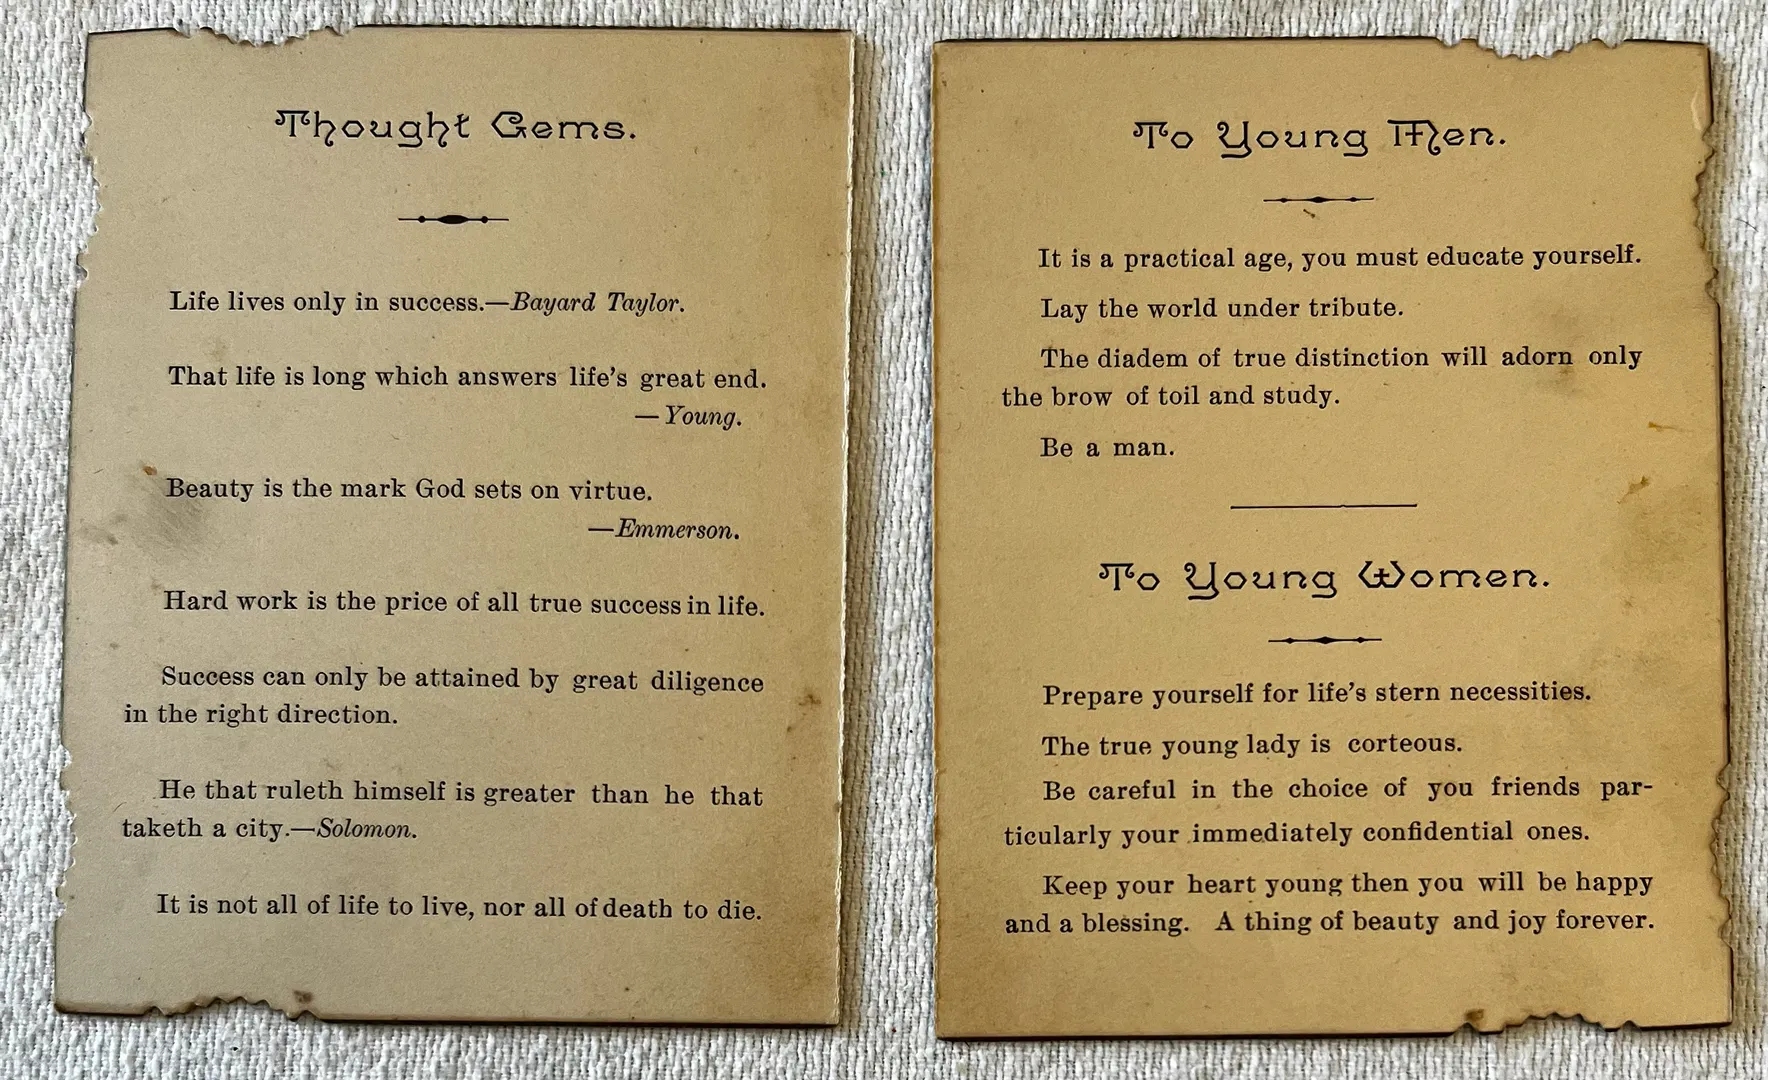 Thought Gems.
Life lives only in success.—Bayard Taylor.
That life is long which answers life's great end.
— Young.
Beauty is the mark God sets on virtue.
—Emmerson.
Hard work is the price of all true success in life.
Success can only be attained by great diligence
in the right direction.
He that ruleth himself is greater than he that
taketh a city.—Solomon.
It is not all of life to live, nor all of death to die.
To Young Men.
It is a practical age, you must educate yourself.
Lay the world under tribute.
The diadem of true distinction will adorn only
the brow of toil and study.
Be a man.
To Young Women.
Prepare yourself for life's stern necessities.
The true young lady is corteous.
Be careful in the choice of you friends par-
ticularly your immediately confidential ones.
Keep your heart young then you will be happy
and a blessing. A thing of beauty and joy forever.